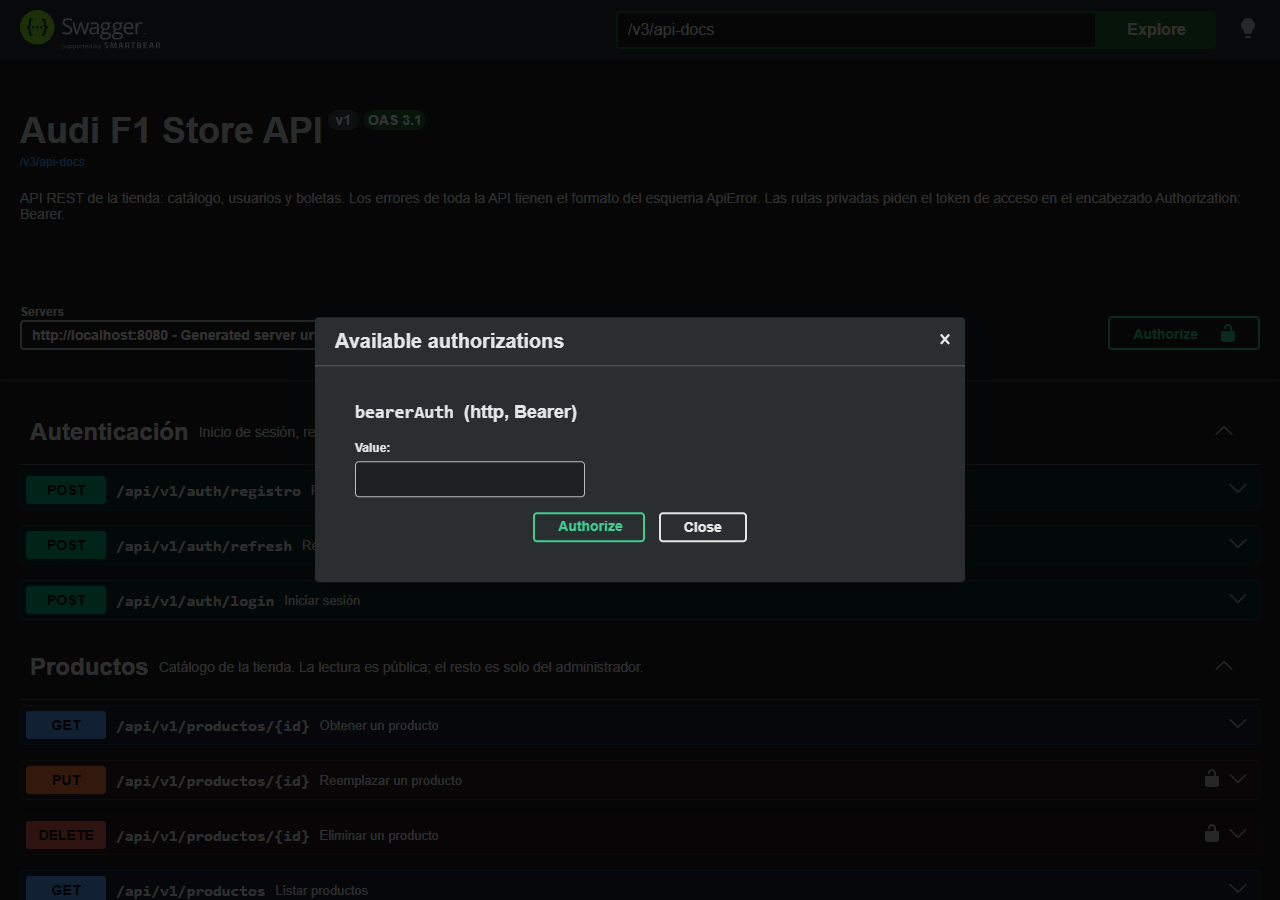 Swagger.
Supported by SMARTBEAR
/v3/api-docs
Explore
Audi F1 Store API v1 OAS 3.1
/v3/api-docs
API REST de la tienda: catálogo, usuarios y boletas. Los errores de toda la API tienen el formato del esquema ApiError. Las rutas privadas piden el token de acceso en el encabezado Authorization:
Bearer.
Servers
http://localhost:8080 - Generated server ur
Authorize
Available authorizations
bearerAuth (http, Bearer)
Value:
Authorize
Close
Autenticación Inicio de sesión, re
POST /api/v1/auth/registro
POST /api/v1/auth/refresh Re
POST /api/v1/auth/login Iniciar sesión
Productos Catálogo de la tienda. La lectura es pública; el resto es solo del administrador.
GET /api/v1/productos/{id} Obtener un producto
PUT /api/v1/productos/{id} Reemplazar un producto
DELETE /api/v1/productos/{id} Eliminar un producto
GET /api/v1/productos Listar productos